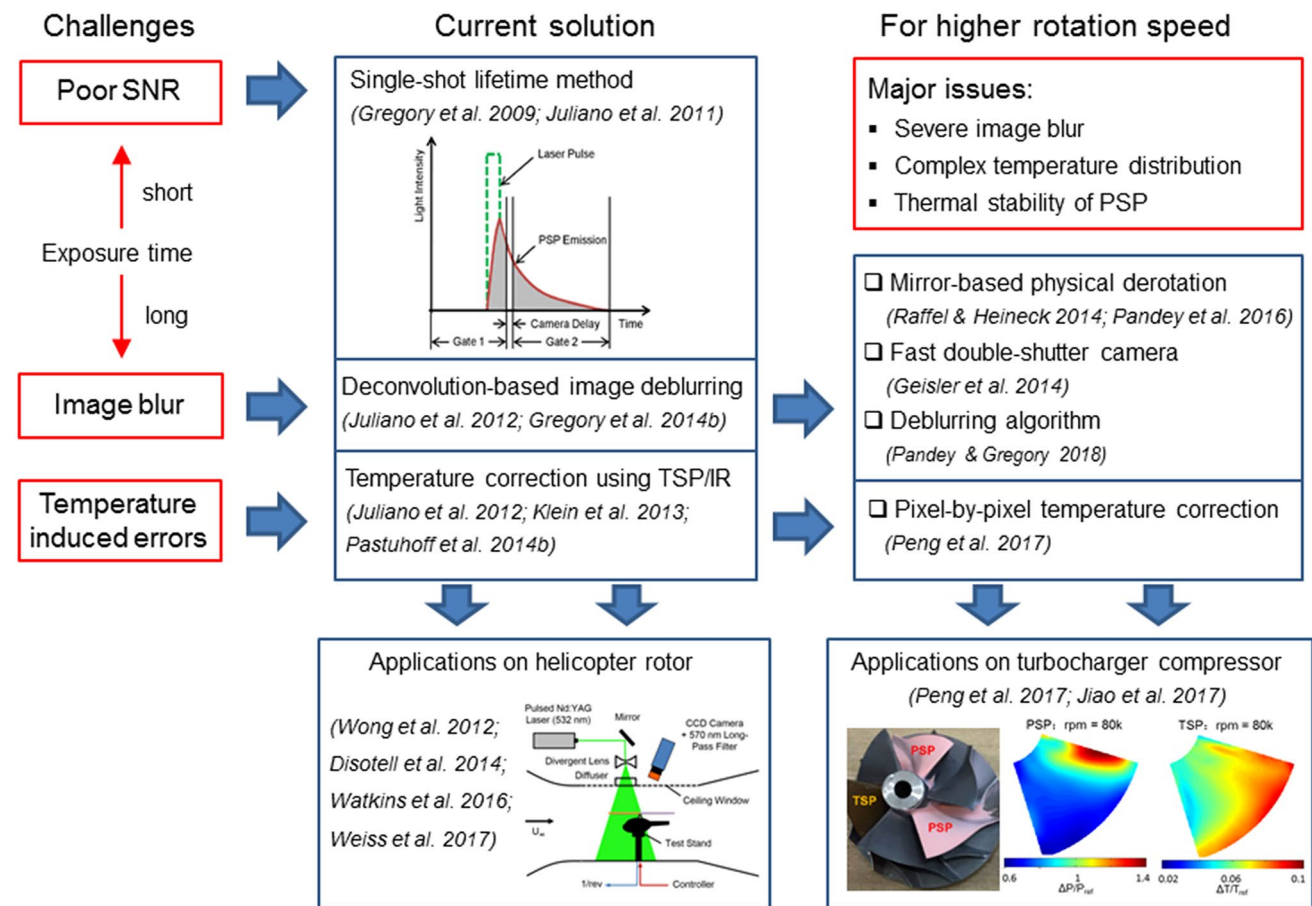 Challenges
Current solution
For higher rotation speed
Poor SNR
short
Exposure time
long
Image blur
Temperature
induced errors
Single-shot lifetime method
(Gregory et al. 2009; Juliano et al. 2011)
Light Intensity
Laser Pulse
PSP Emission
Camera Delay
Time
Gate 1
Gate 2
Deconvolution-based image deblurring
(Juliano et al. 2012; Gregory et al. 2014b)
Temperature correction using TSP/IR
(Juliano et al. 2012; Klein et al. 2013;
Pastuhoff et al. 2014b)
Major issues:
▪ Severe image blur
▪ Complex temperature distribution
▪ Thermal stability of PSP
❑ Mirror-based physical derotation
(Raffel & Heineck 2014; Pandey et al. 2016)
❑ Fast double-shutter camera
(Geisler et al. 2014)
❑ Deblurring algorithm
(Pandey & Gregory 2018)
❑ Pixel-by-pixel temperature correction
(Peng et al. 2017)
Applications on helicopter rotor
(Wong et al. 2012;
Disotell et al. 2014;
Watkins et al. 2016;
Weiss et al. 2017)
Pulsed Nd:YAG
Laser (532 nm)
Mirror
CCD Camera
+ 570 nm Long-
Pass Filter
Divergent Lens
Diffuser
Ceiling Window
U∞
Test Stand
1/rev
Controller
Applications on turbocharger compressor
(Peng et al. 2017; Jiao et al. 2017)
PSP
TSP
PSP
PSP: rpm = 80k
TSP: rpm = 80k
0.6 1 1.4
ΔP/Pref
0.02 0.06 0.1
ΔT/Tref